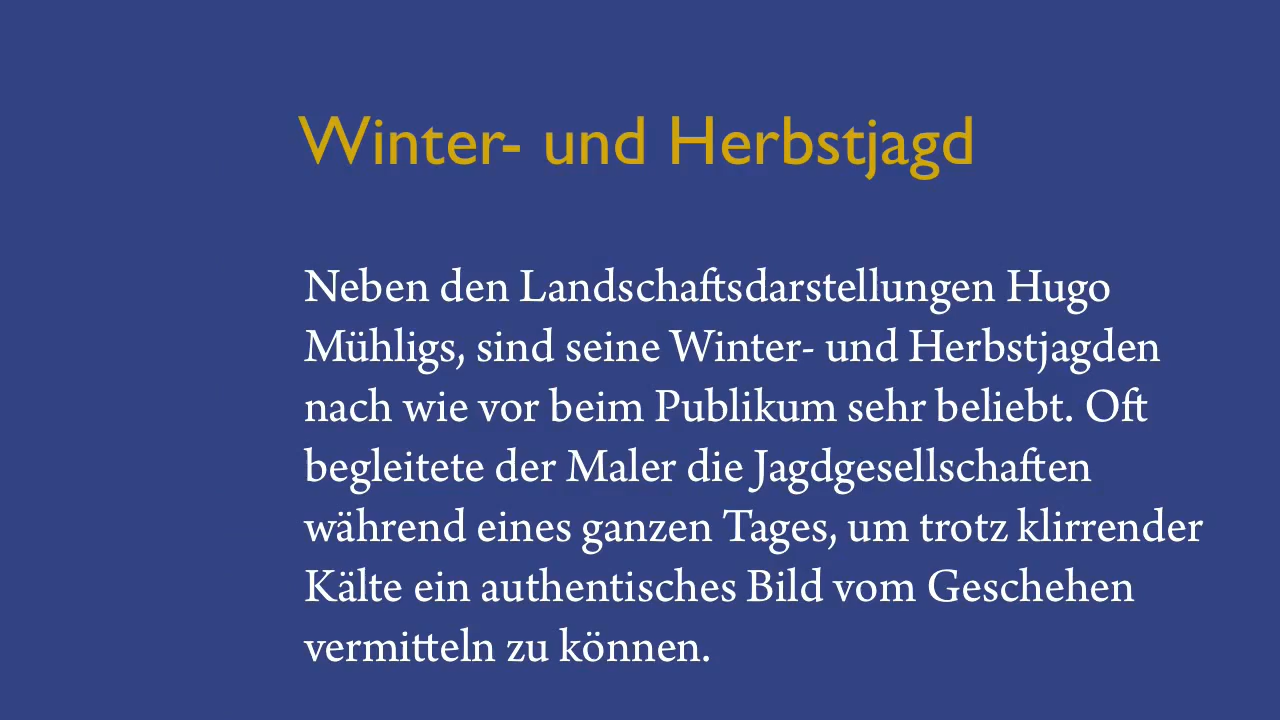 Winter- und Herbstjagd
Neben den Landschaftsdarstellungen Hugo
Mühligs, sind seine Winter- und Herbstjagden
nach wie vor beim Publikum sehr beliebt. Oft
begleitete der Maler die Jagdgesellschaften
während eines ganzen Tages, um trotz klirrender
Kälte ein authentisches Bild vom Geschehen
vermitteln zu können.